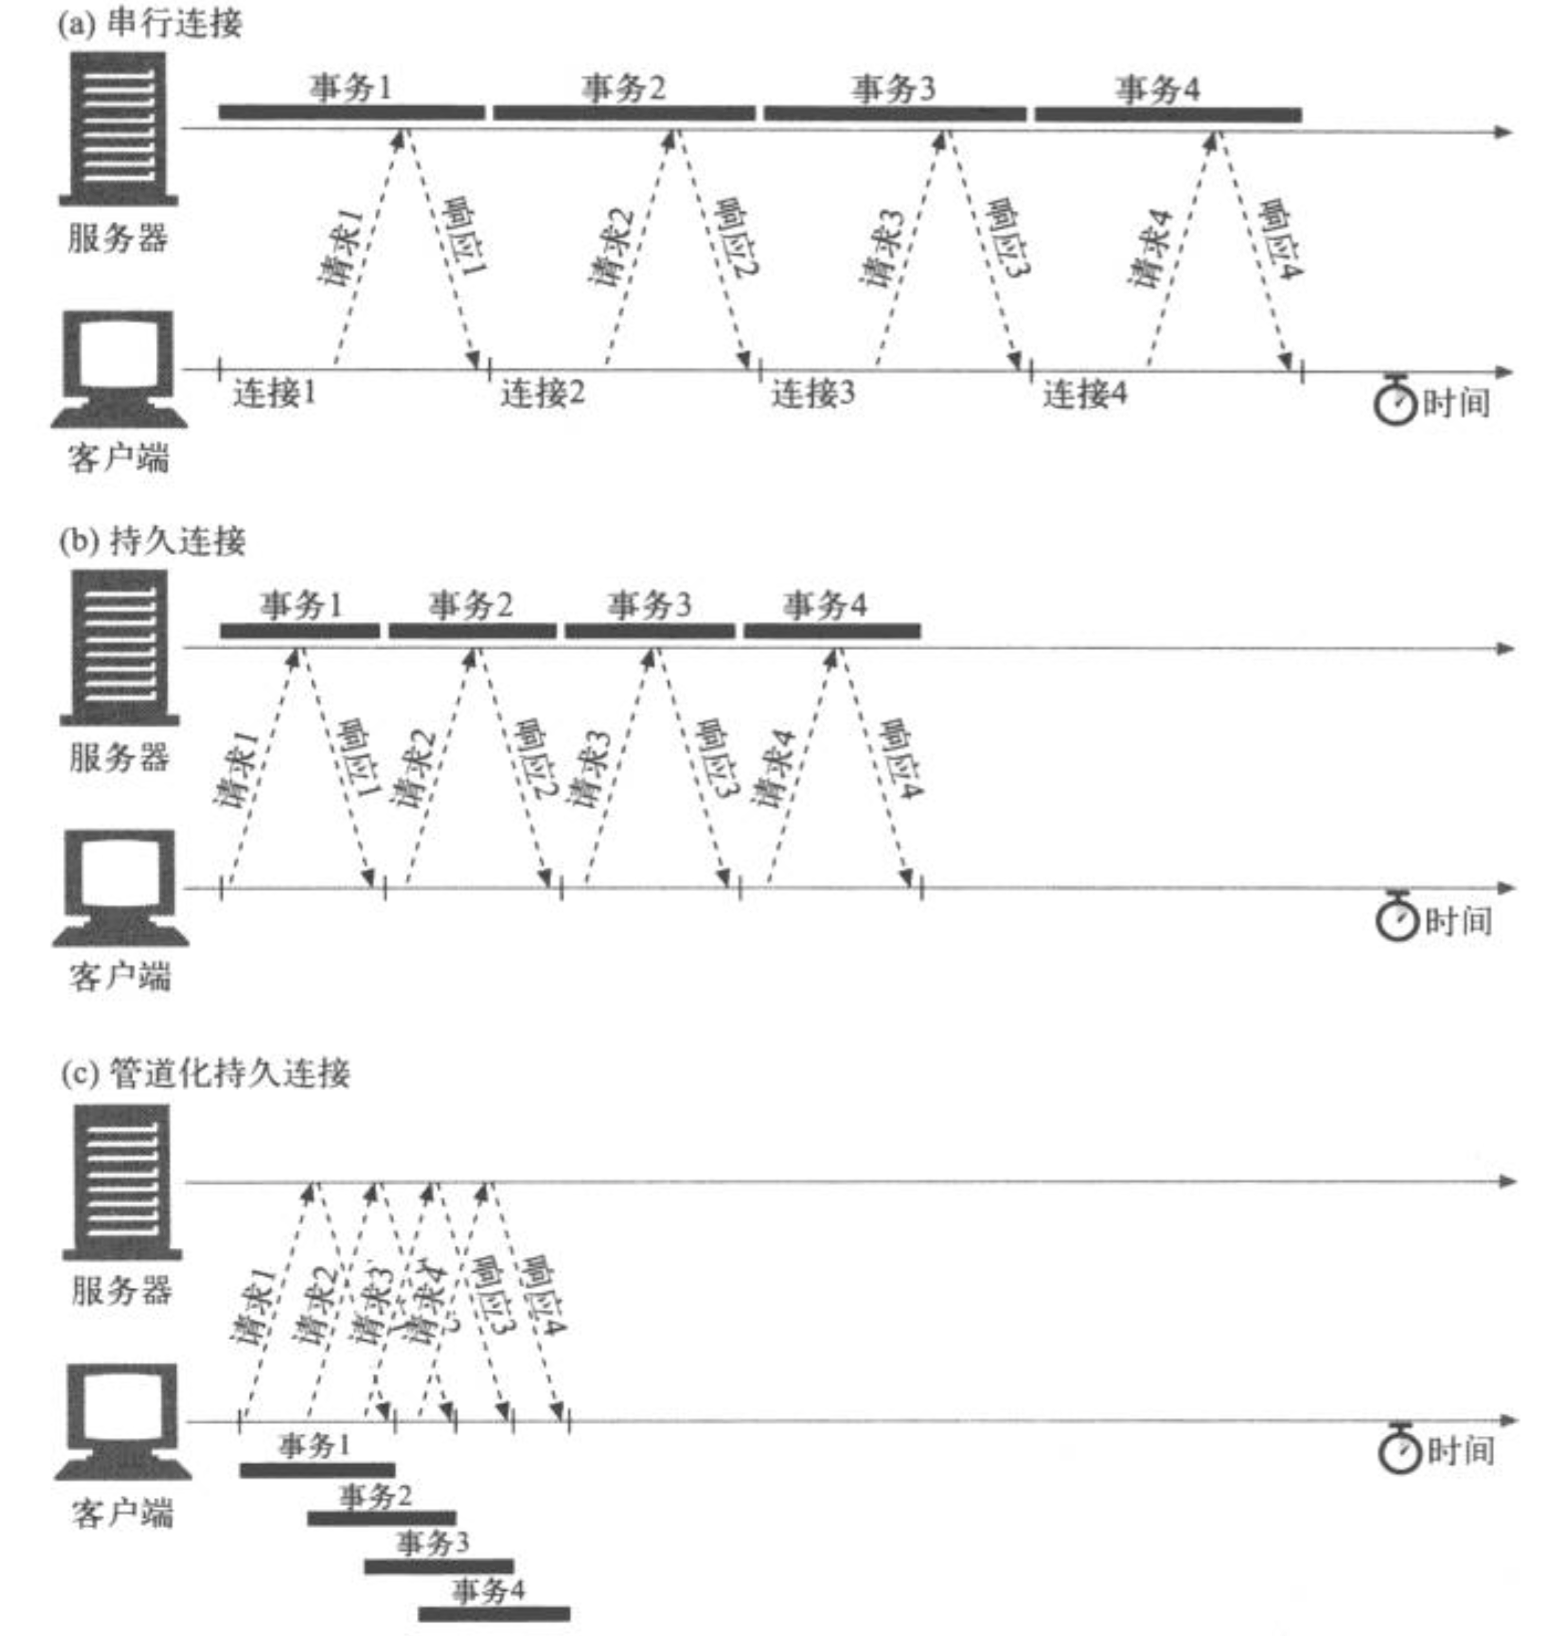 (a) 串行连接
事务1 事务2 事务3 事务4
请求1 响应1 请求2 响应2 请求3 响应3 请求4 响应4
服务器
连接1 连接2 连接3 连接4 时间
客户端
(b) 持久连接
事务1 事务2 事务3 事务4
请求1 响应1 请求2 响应2 请求3 响应3 请求4 响应4
服务器
时间
客户端
(c) 管道化持久连接
请求1 请求2 请求3 请求4 响应3 响应4
服务器
事务1
时间
事务2
客户端
事务3
事务4